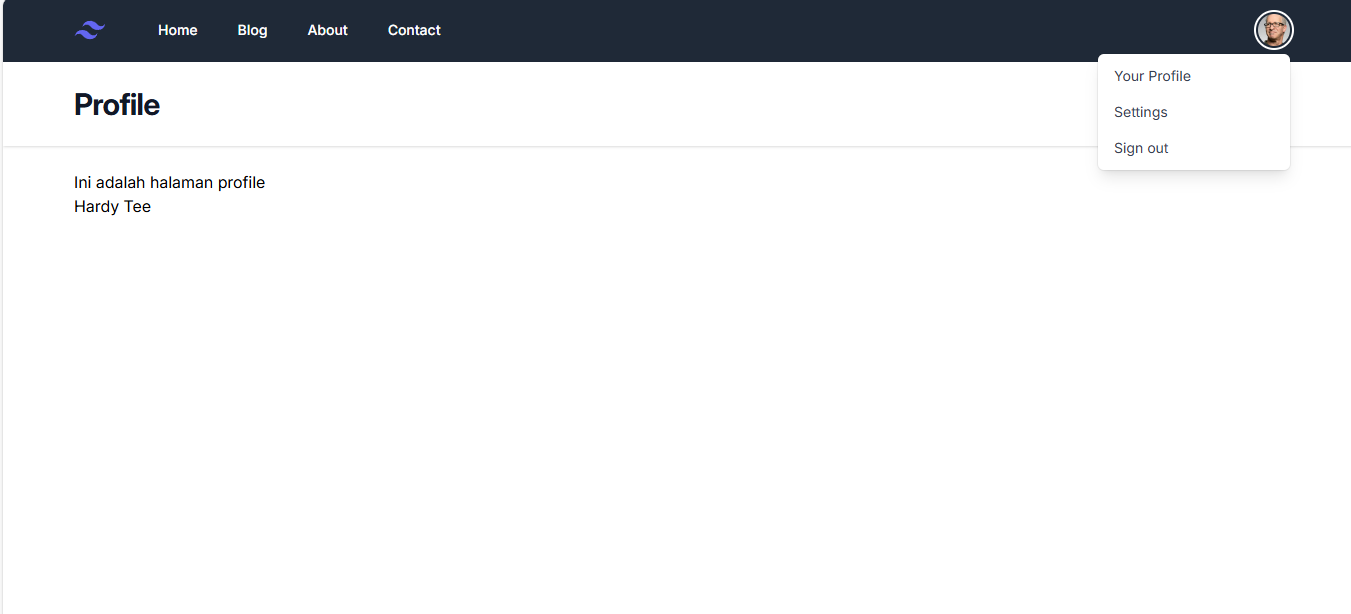 Home Blog About Contact
Your Profile
Settings
Sign out
Profile
Ini adalah halaman profile
Hardy Tee